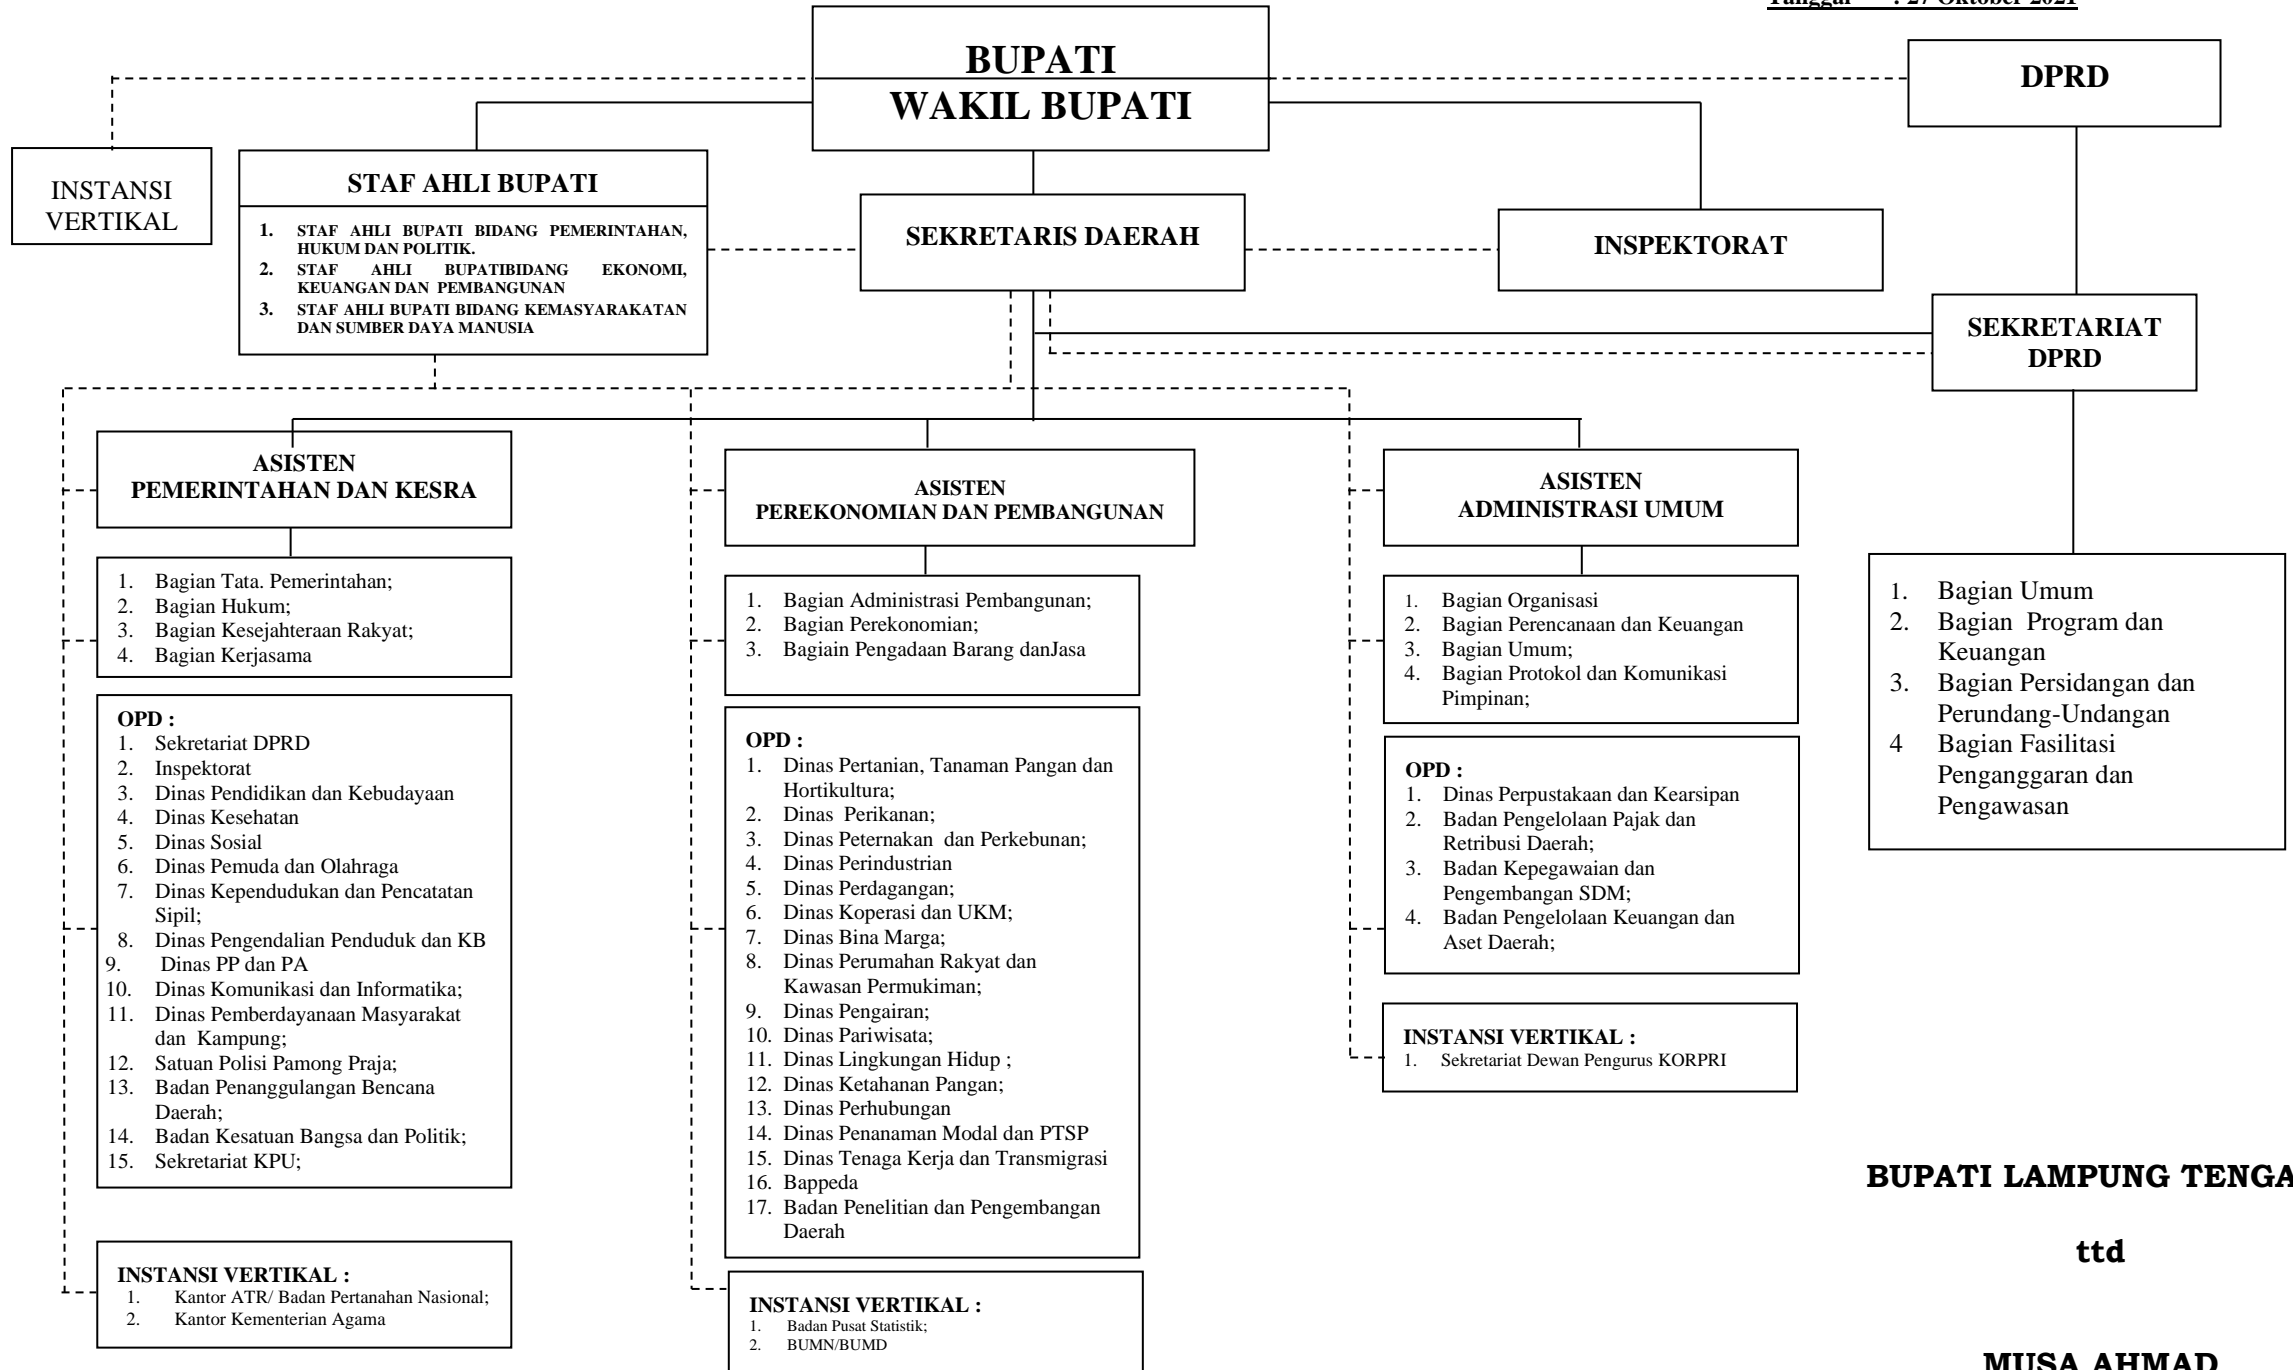 Tanggal : 27 Oktober 2021
BUPATI
WAKIL BUPATI
DPRD
INSTANSI
VERTIKAL
STAF AHLI BUPATI
1. STAF AHLI BUPATI BIDANG PEMERINTAHAN,
HUKUM DAN POLITIK.
2. STAF AHLI BUPATIBIDANG EKONOMI,
KEUANGAN DAN PEMBANGUNAN
3. STAF AHLI BUPATI BIDANG KEMASYARAKATAN
DAN SUMBER DAYA MANUSIA
SEKRETARIS DAERAH
INSPEKTORAT
SEKRETARIAT
DPRD
ASISTEN
PEMERINTAHAN DAN KESRA
1. Bagian Tata. Pemerintahan;
2. Bagian Hukum;
3. Bagian Kesejahteraan Rakyat;
4. Bagian Kerjasama
OPD :
1. Sekretariat DPRD
2. Inspektorat
3. Dinas Pendidikan dan Kebudayaan
4. Dinas Kesehatan
5. Dinas Sosial
6. Dinas Pemuda dan Olahraga
7. Dinas Kependudukan dan Pencatatan
Sipil;
8. Dinas Pengendalian Penduduk dan KB
9. Dinas PP dan PA
10. Dinas Komunikasi dan Informatika;
11. Dinas Pemberdayanaan Masyarakat
dan Kampung;
12. Satuan Polisi Pamong Praja;
13. Badan Penanggulangan Bencana
Daerah;
14. Badan Kesatuan Bangsa dan Politik;
15. Sekretariat KPU;
INSTANSI VERTIKAL :
1. Kantor ATR/ Badan Pertanahan Nasional;
2. Kantor Kementerian Agama
ASISTEN
PEREKONOMIAN DAN PEMBANGUNAN
1. Bagian Administrasi Pembangunan;
2. Bagian Perekonomian;
3. Bagiain Pengadaan Barang danJasa
OPD :
1. Dinas Pertanian, Tanaman Pangan dan
Hortikultura;
2. Dinas Perikanan;
3. Dinas Peternakan dan Perkebunan;
4. Dinas Perindustrian
5. Dinas Perdagangan;
6. Dinas Koperasi dan UKM;
7. Dinas Bina Marga;
8. Dinas Perumahan Rakyat dan
Kawasan Permukiman;
9. Dinas Pengairan;
10. Dinas Pariwisata;
11. Dinas Lingkungan Hidup ;
12. Dinas Ketahanan Pangan;
13. Dinas Perhubungan
14. Dinas Penanaman Modal dan PTSP
15. Dinas Tenaga Kerja dan Transmigrasi
16. Bappeda
17. Badan Penelitian dan Pengembangan
Daerah
INSTANSI VERTIKAL :
1. Badan Pusat Statistik;
2. BUMN/BUMD
ASISTEN
ADMINISTRASI UMUM
1. Bagian Organisasi
2. Bagian Perencanaan dan Keuangan
3. Bagian Umum;
4. Bagian Protokol dan Komunikasi
Pimpinan;
OPD :
1. Dinas Perpustakaan dan Kearsipan
2. Badan Pengelolaan Pajak dan
Retribusi Daerah;
3. Badan Kepegawaian dan
Pengembangan SDM;
4. Badan Pengelolaan Keuangan dan
Aset Daerah;
INSTANSI VERTIKAL :
1. Sekretariat Dewan Pengurus KORPRI
1. Bagian Umum
2. Bagian Program dan
Keuangan
3. Bagian Persidangan dan
Perundang-Undangan
4 Bagian Fasilitasi
Penganggaran dan
Pengawasan
BUPATI LAMPUNG TENGA
ttd
MUSA AHMAD